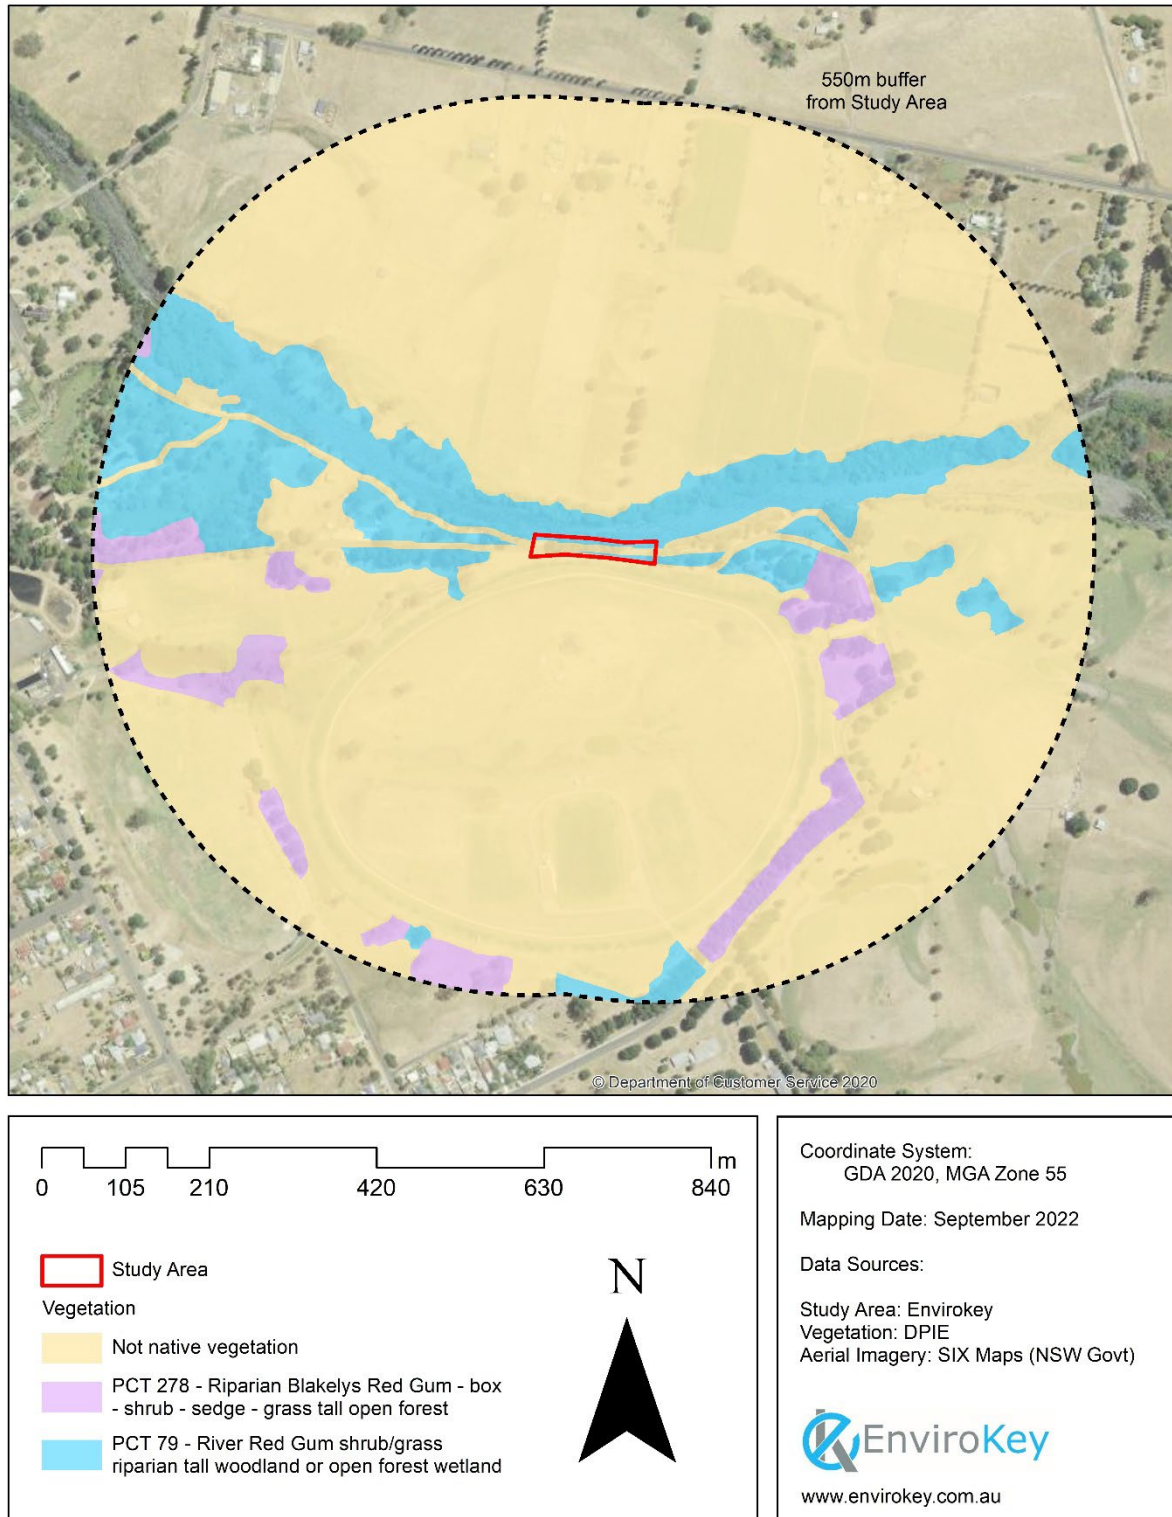 550m buffer
from Study Area
© Department of Customer Service 2020
m
0 105 210 420 630 840
Study Area
Vegetation
Not native vegetation
PCT 278 - Riparian Blakelys Red Gum - box
- shrub - sedge - grass tall open forest
PCT 79 - River Red Gum shrub/grass
riparian tall woodland or open forest wetland
N
Coordinate System:
GDA 2020, MGA Zone 55
Mapping Date: September 2022
Data Sources:
Study Area: Envirokey
Vegetation: DPIE
Aerial Imagery: SIX Maps (NSW Govt)
EnviroKey
www.envirokey.com.au